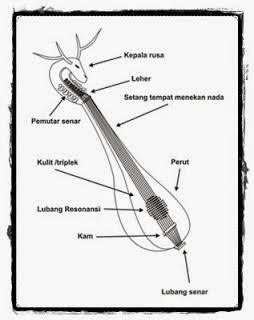 Kepala rusa
Leher
Setang tempat menekan nada
Pemutar senar
Kulit /triplek
Perut
Lubang Resonansi
Kam
Lubang senar